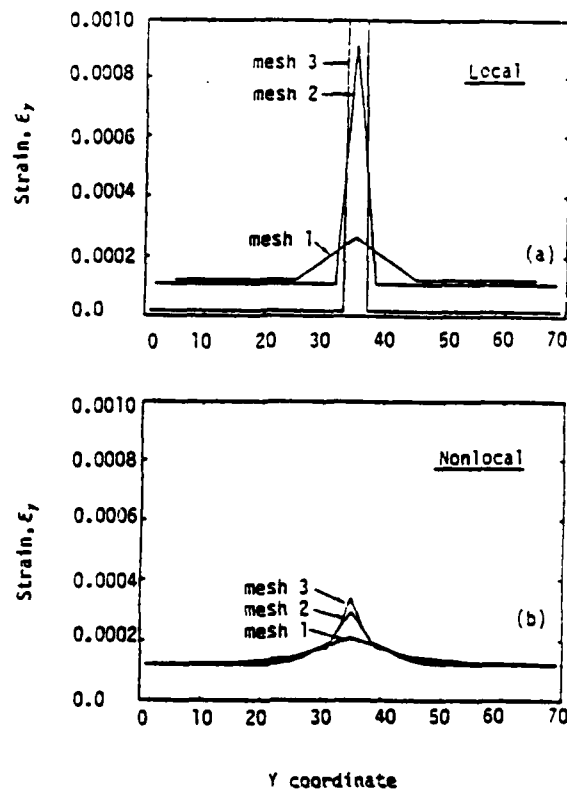 0.0010
mesh 3
Local
0.0008
mesh 2
0.0006
Strain, εy
0.0004
mesh 1
0.0002
(a)
0.0
0 10 20 30 40 50 60 70
0.0010
Nonlocal
0.0008
0.0006
Strain, εy
0.0004
mesh 3
mesh 2
mesh 1
(b)
0.0002
0.0
0 10 20 30 40 50 60 70
Y coordinate